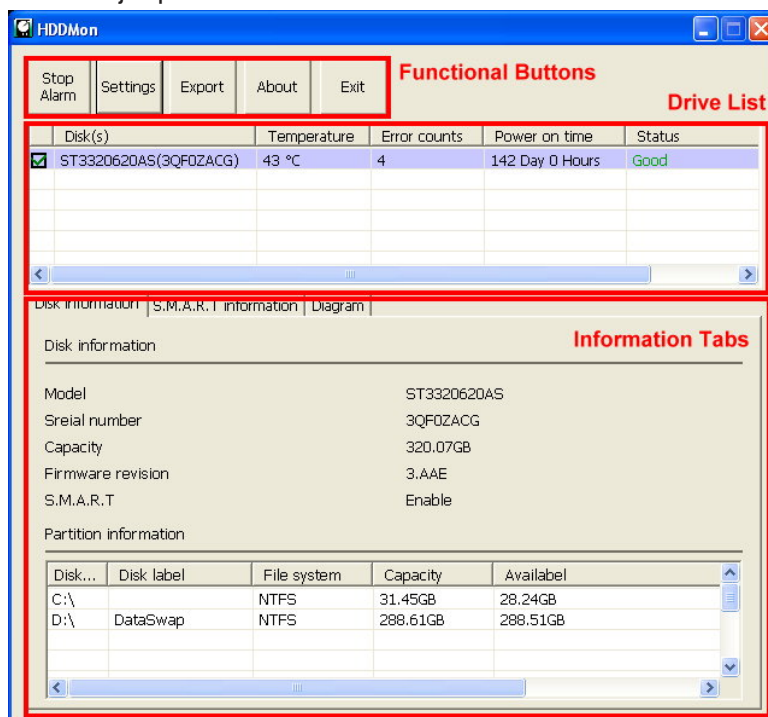 HDDMon
Stop Alarm Settings Export About Exit
Functional Buttons
Drive List
Disk(s) Temperature Error counts Power on time Status
ST3320620AS(3QF0ZACG) 43 °C 4 142 Day 0 Hours Good
Disk information S.M.A.R.T information Diagram
Information Tabs
Disk information
Model ST3320620AS
Sreial number 3QF0ZACG
Capacity 320.07GB
Firmware revision 3.AAE
S.M.A.R.T Enable
Partition information
Disk... Disk label File system Capacity Availabel
C:\ NTFS 31.45GB 28.24GB
D:\ DataSwap NTFS 288.61GB 288.51GB